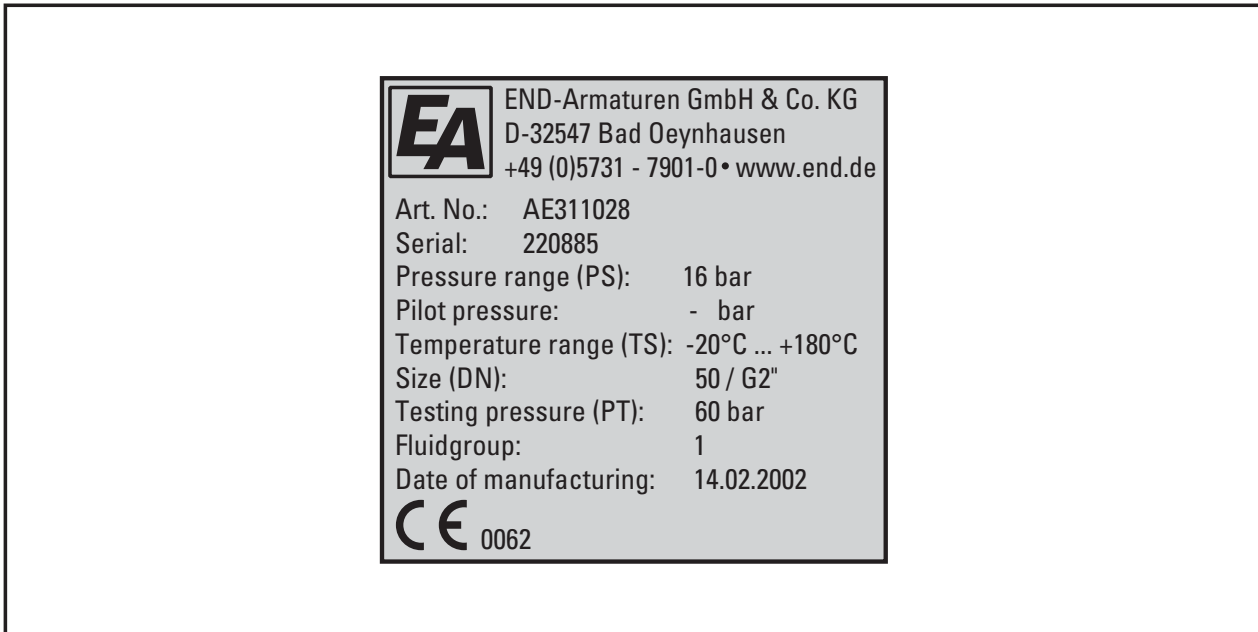 EA
END-Armaturen GmbH & Co. KG
D-32547 Bad Oeynhausen
+49 (0)5731 - 7901-0 • www.end.de
Art. No.: AE311028
Serial: 220885
Pressure range (PS): 16 bar
Pilot pressure: - bar
Temperature range (TS): -20°C ... +180°C
Size (DN): 50 / G2"
Testing pressure (PT): 60 bar
Fluidgroup: 1
Date of manufacturing: 14.02.2002
CE 0062